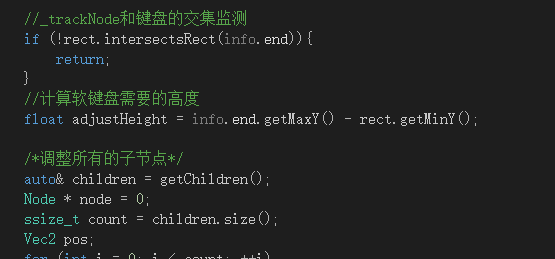 //_trackNode和键盘的交集监测
if (!rect.intersectsRect(info.end)){
return;
}
//计算软键盘需要的高度
float adjustHeight = info.end.getMaxY() - rect.getMinY();
/*调整所有的子节点*/
auto& children = getChildren();
Node * node = 0;
ssize_t count = children.size();
Vec2 pos;
for (int i = 0; i < count; ++i)